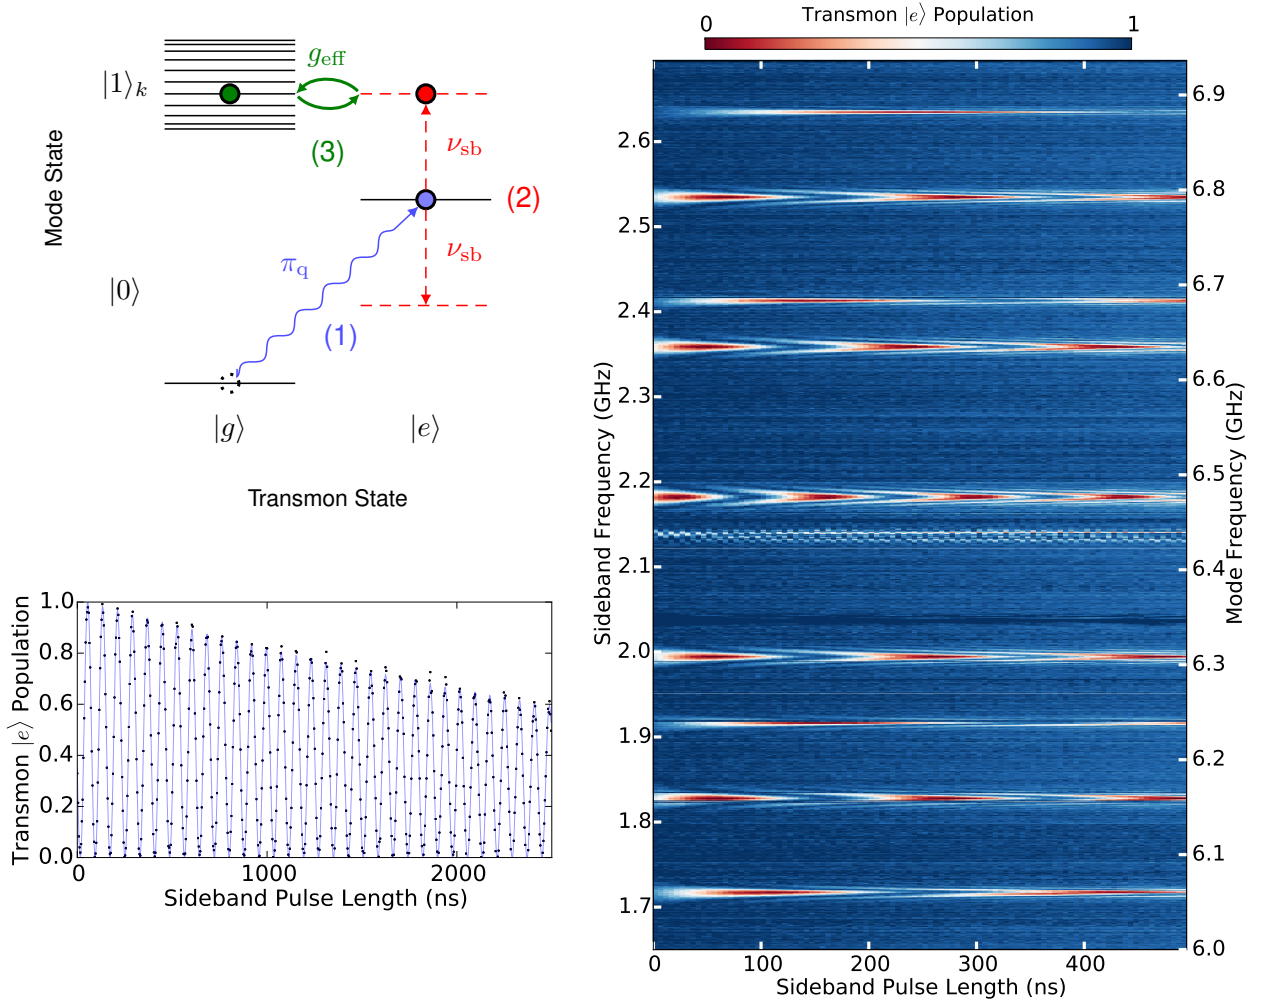 Mode State
|1⟩k
|0⟩
g_eff
(3)
ν_sb
(2)
ν_sb
π_q
(1)
|g⟩
|e⟩
Transmon State
Transmon |e⟩ Population
1.0
0.8
0.6
0.4
0.2
0.0
0
1000
2000
Sideband Pulse Length (ns)
Transmon |e⟩ Population
0
1
Sideband Frequency (GHz)
2.6
2.5
2.4
2.3
2.2
2.1
2.0
1.9
1.8
1.7
6.9
6.8
6.7
6.6
6.5
6.4
6.3
6.2
6.1
6.0
Mode Frequency (GHz)
0
100
200
300
400
Sideband Pulse Length (ns)